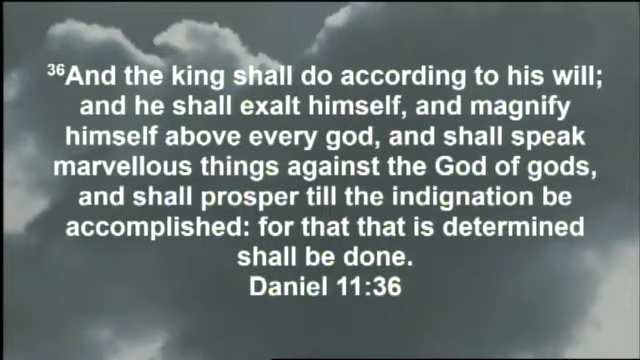 ³⁶And the king shall do according to his will;
and he shall exalt himself, and magnify
himself above every god, and shall speak
marvellous things against the God of gods,
and shall prosper till the indignation be
accomplished: for that that is determined
shall be done.
Daniel 11:36